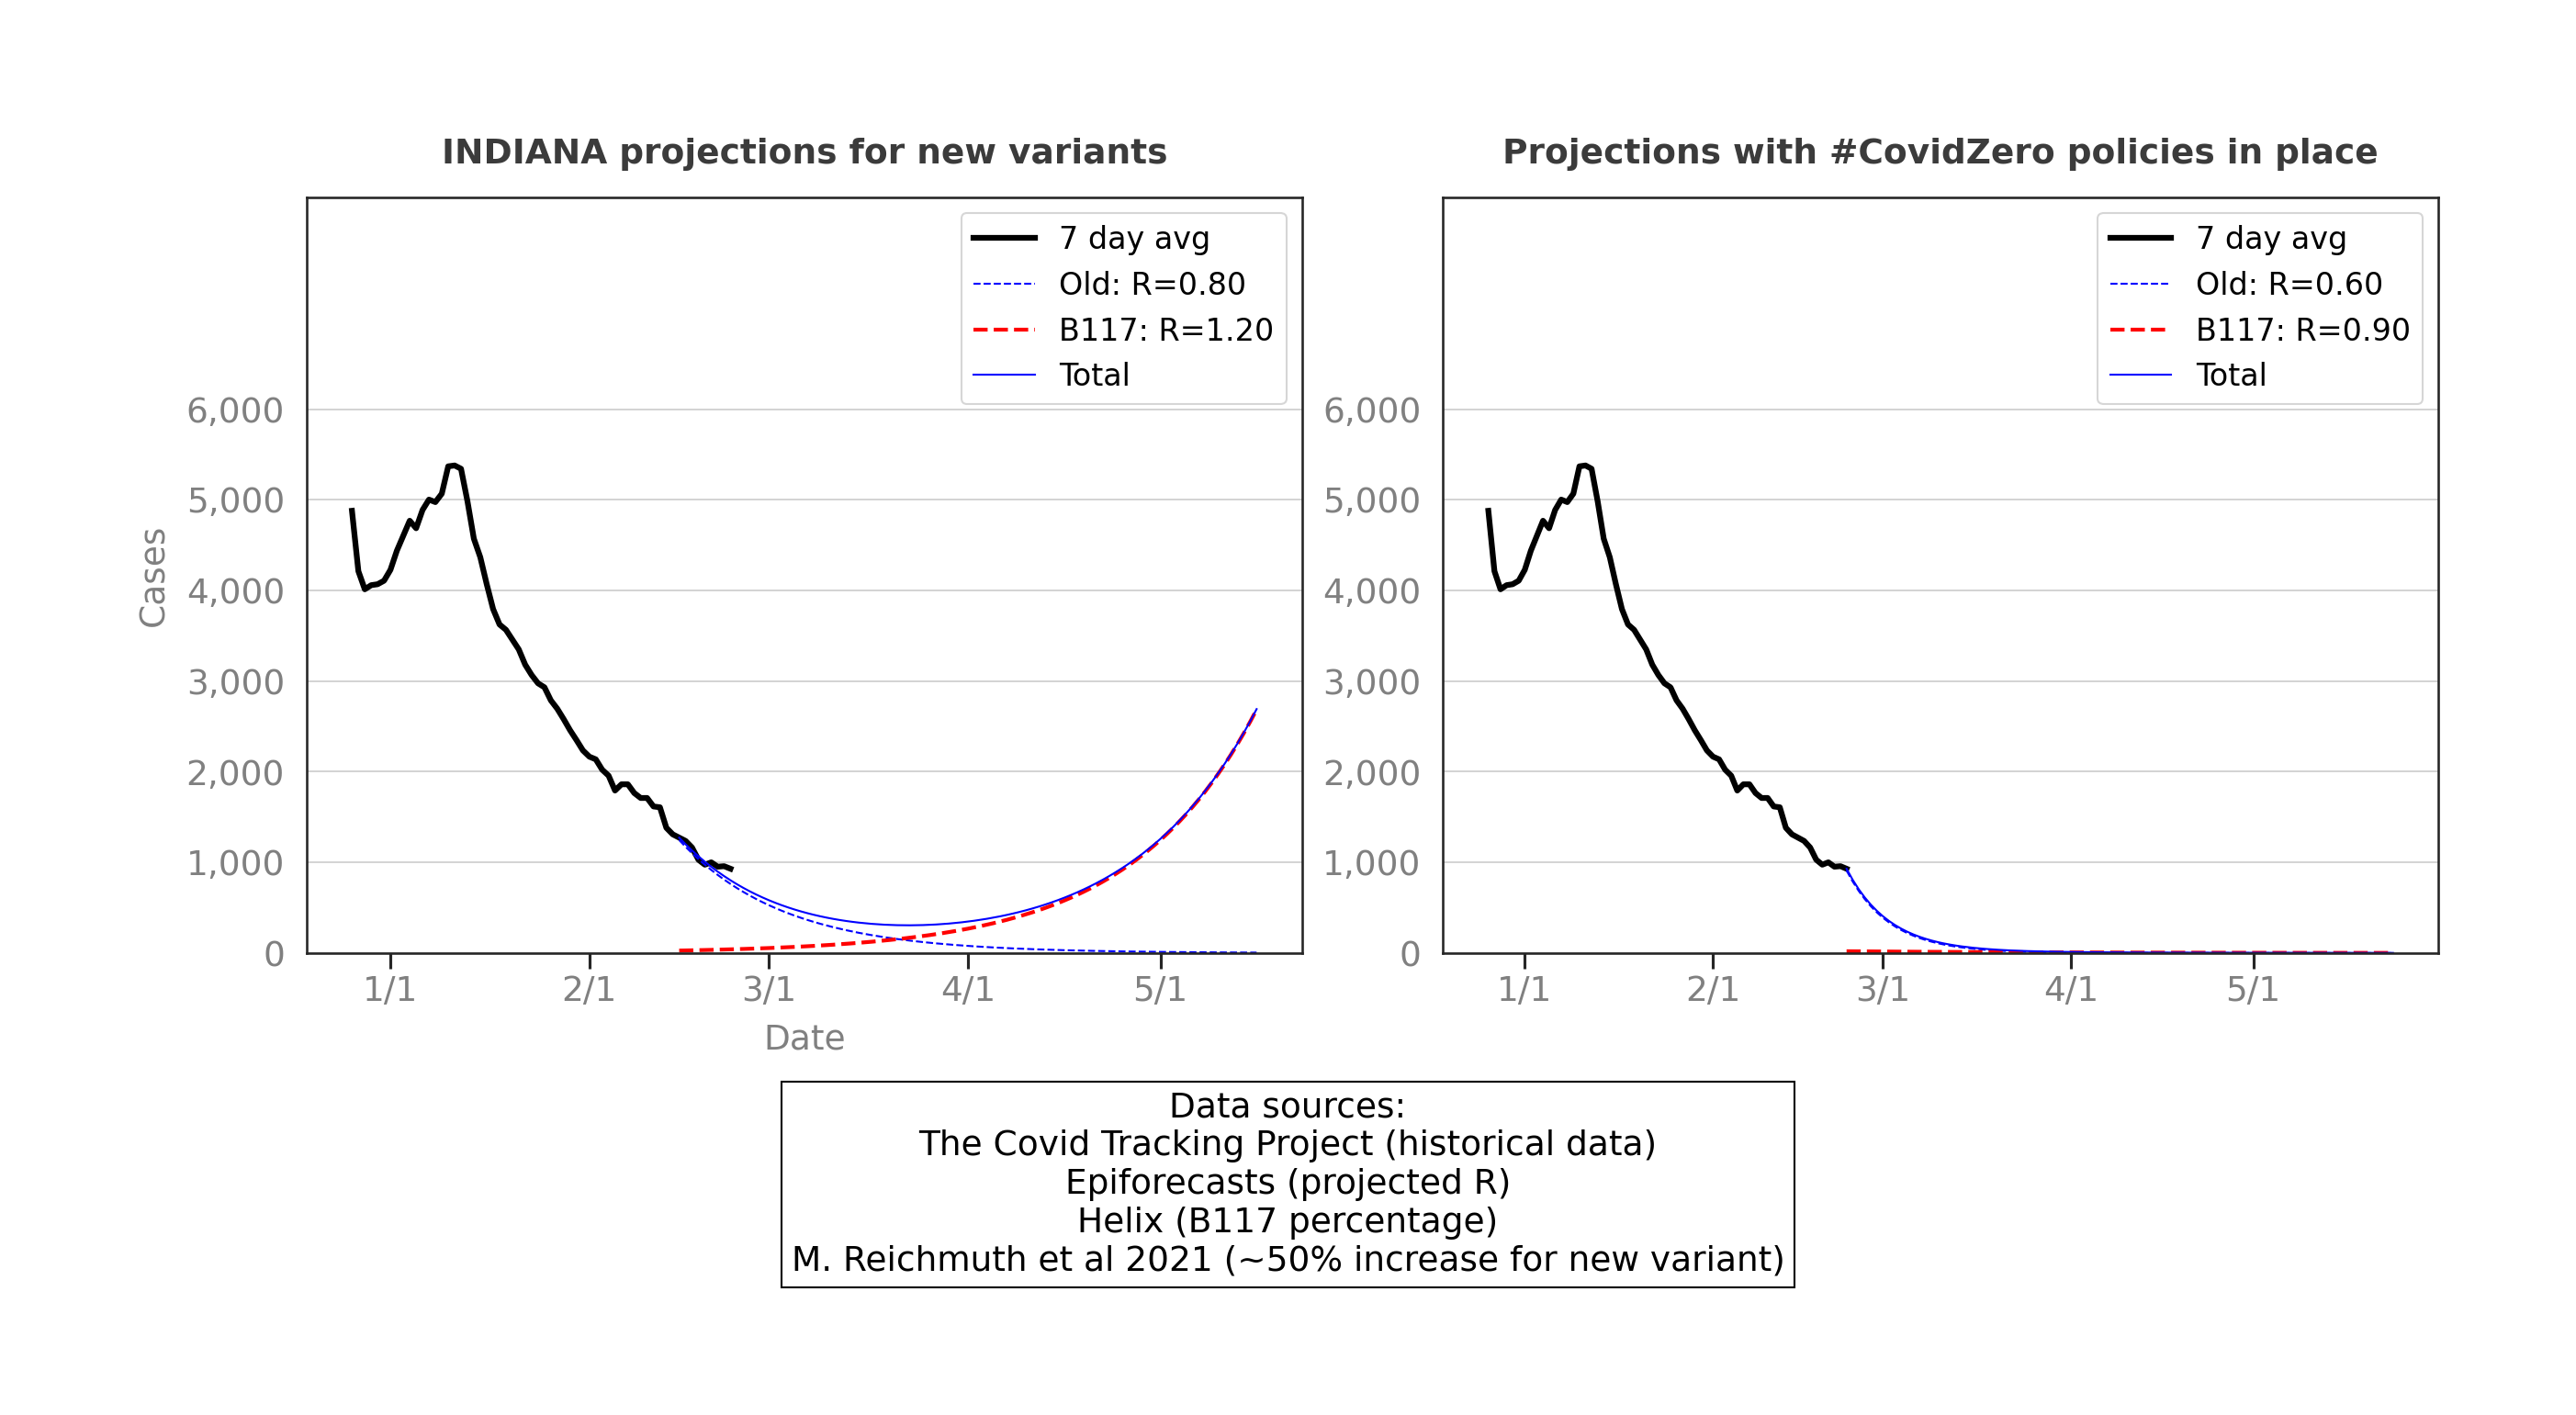 INDIANA projections for new variants
7 day avg
Old: R=0.80
B117: R=1.20
Total
6,000
5,000
4,000
3,000
2,000
1,000
0
Cases
1/1
2/1
3/1
4/1
5/1
Date
Projections with #CovidZero policies in place
7 day avg
Old: R=0.60
B117: R=0.90
Total
6,000
5,000
4,000
3,000
2,000
1,000
0
1/1
2/1
3/1
4/1
5/1
Data sources:
The Covid Tracking Project (historical data)
Epiforecasts (projected R)
Helix (B117 percentage)
M. Reichmuth et al 2021 (~50% increase for new variant)